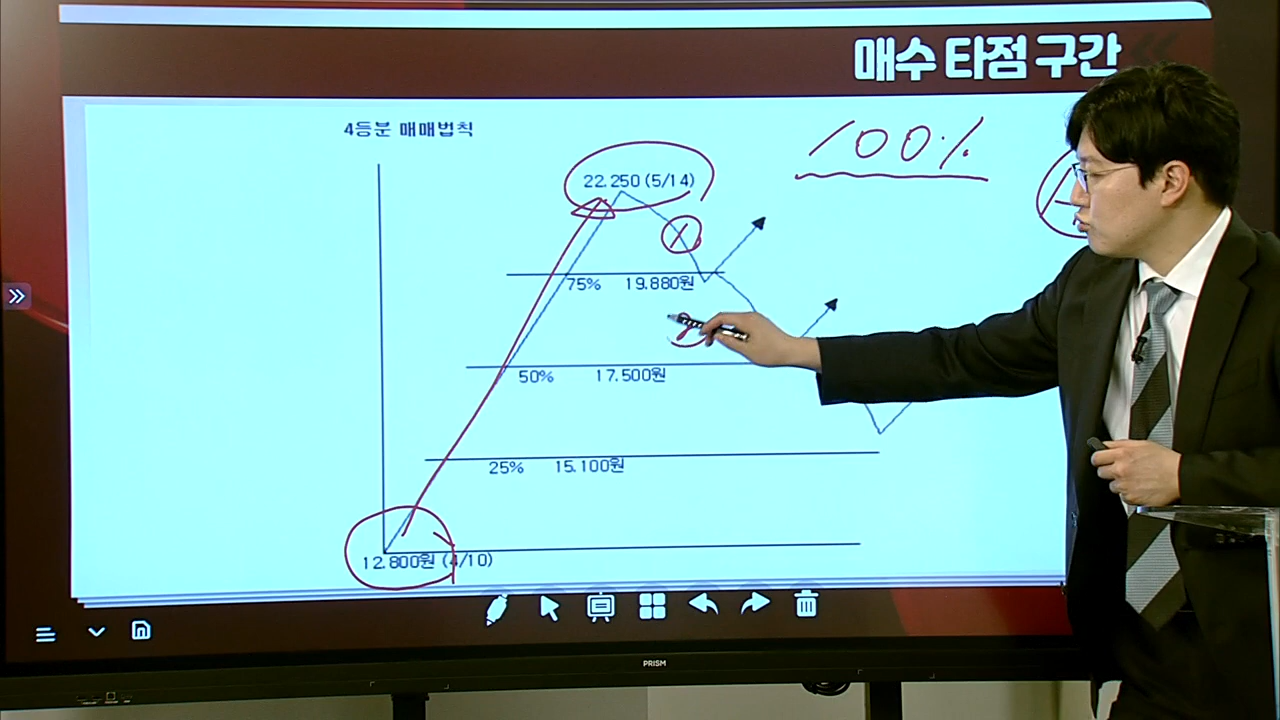 매수 타점 구간
4등분 매매법칙
100%
22.250 (5/14)
75% 19.880원
50% 17.500원
25% 15.100원
12.800원 (4/10)
PRISM